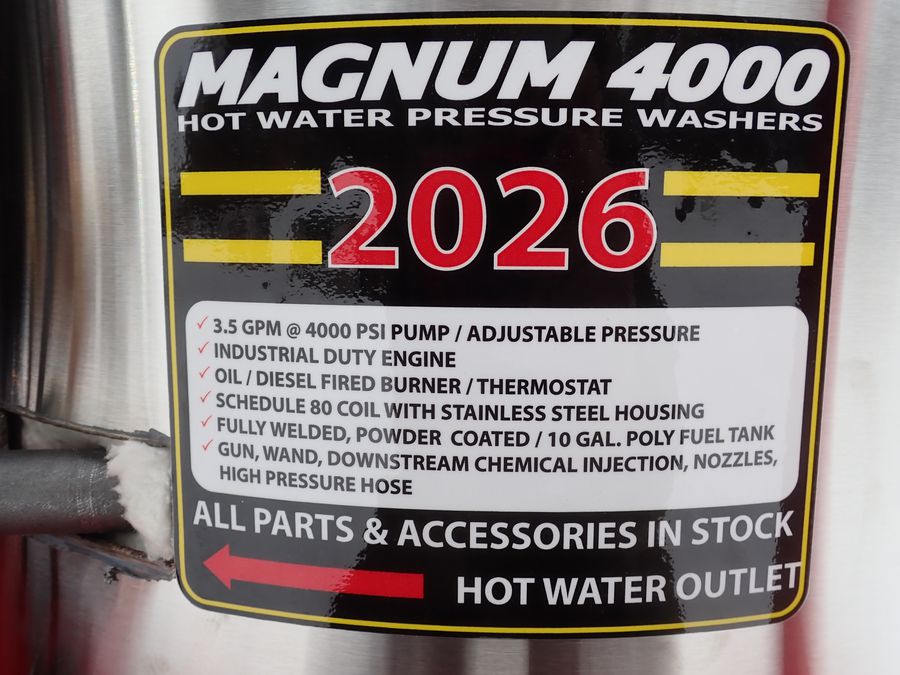 MAGNUM 4000
HOT WATER PRESSURE WASHERS
2026
✓ 3.5 GPM @ 4000 PSI PUMP / ADJUSTABLE PRESSURE
✓ INDUSTRIAL DUTY ENGINE
✓ OIL / DIESEL FIRED BURNER / THERMOSTAT
✓ SCHEDULE 80 COIL WITH STAINLESS STEEL HOUSING
✓ FULLY WELDED, POWDER COATED / 10 GAL. POLY FUEL TANK
✓ GUN, WAND, DOWNSTREAM CHEMICAL INJECTION, NOZZLES,
HIGH PRESSURE HOSE
ALL PARTS & ACCESSORIES IN STOCK
HOT WATER OUTLET